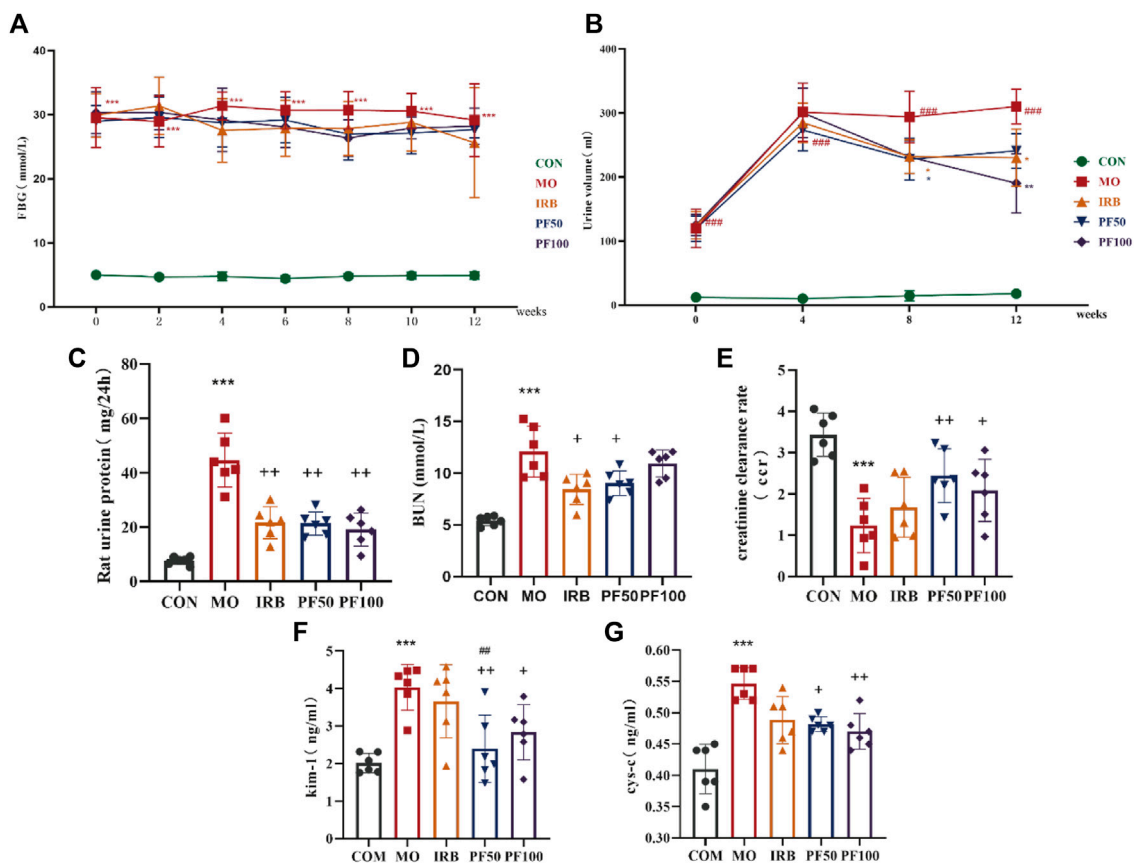 A
FBG ( mmol/L)
40
30
20
10
0
***
***
***
***
***
***
***
0 2 4 6 8 10 12 weeks
CON
MO
IRB
PF50
PF100
B
Urine volume ( ml )
400
300
200
100
0
###
###
###
###
*
*
*
**
0 4 8 12 weeks
CON
MO
IRB
PF50
PF100
C
Rat urine protein ( mg/24h )
80
60
40
20
0
***
++
++
++
CON MO IRB PF50 PF100
D
BUN (mmol/L)
20
15
10
5
0
***
+
+
CON MO IRB PF50 PF100
E
creatinine clearance rate
( ccr )
5
4
3
2
1
0
***
++
+
CON MO IRB PF50 PF100
F
kim-1 ( ng/ml )
5
4
3
2
1
0
***
##
++
+
COM MO IRB PF50 PF100
G
cys-c ( ng/ml )
0.60
0.55
0.50
0.45
0.40
0.35
0.30
***
+
++
COM MO IRB PF50 PF100